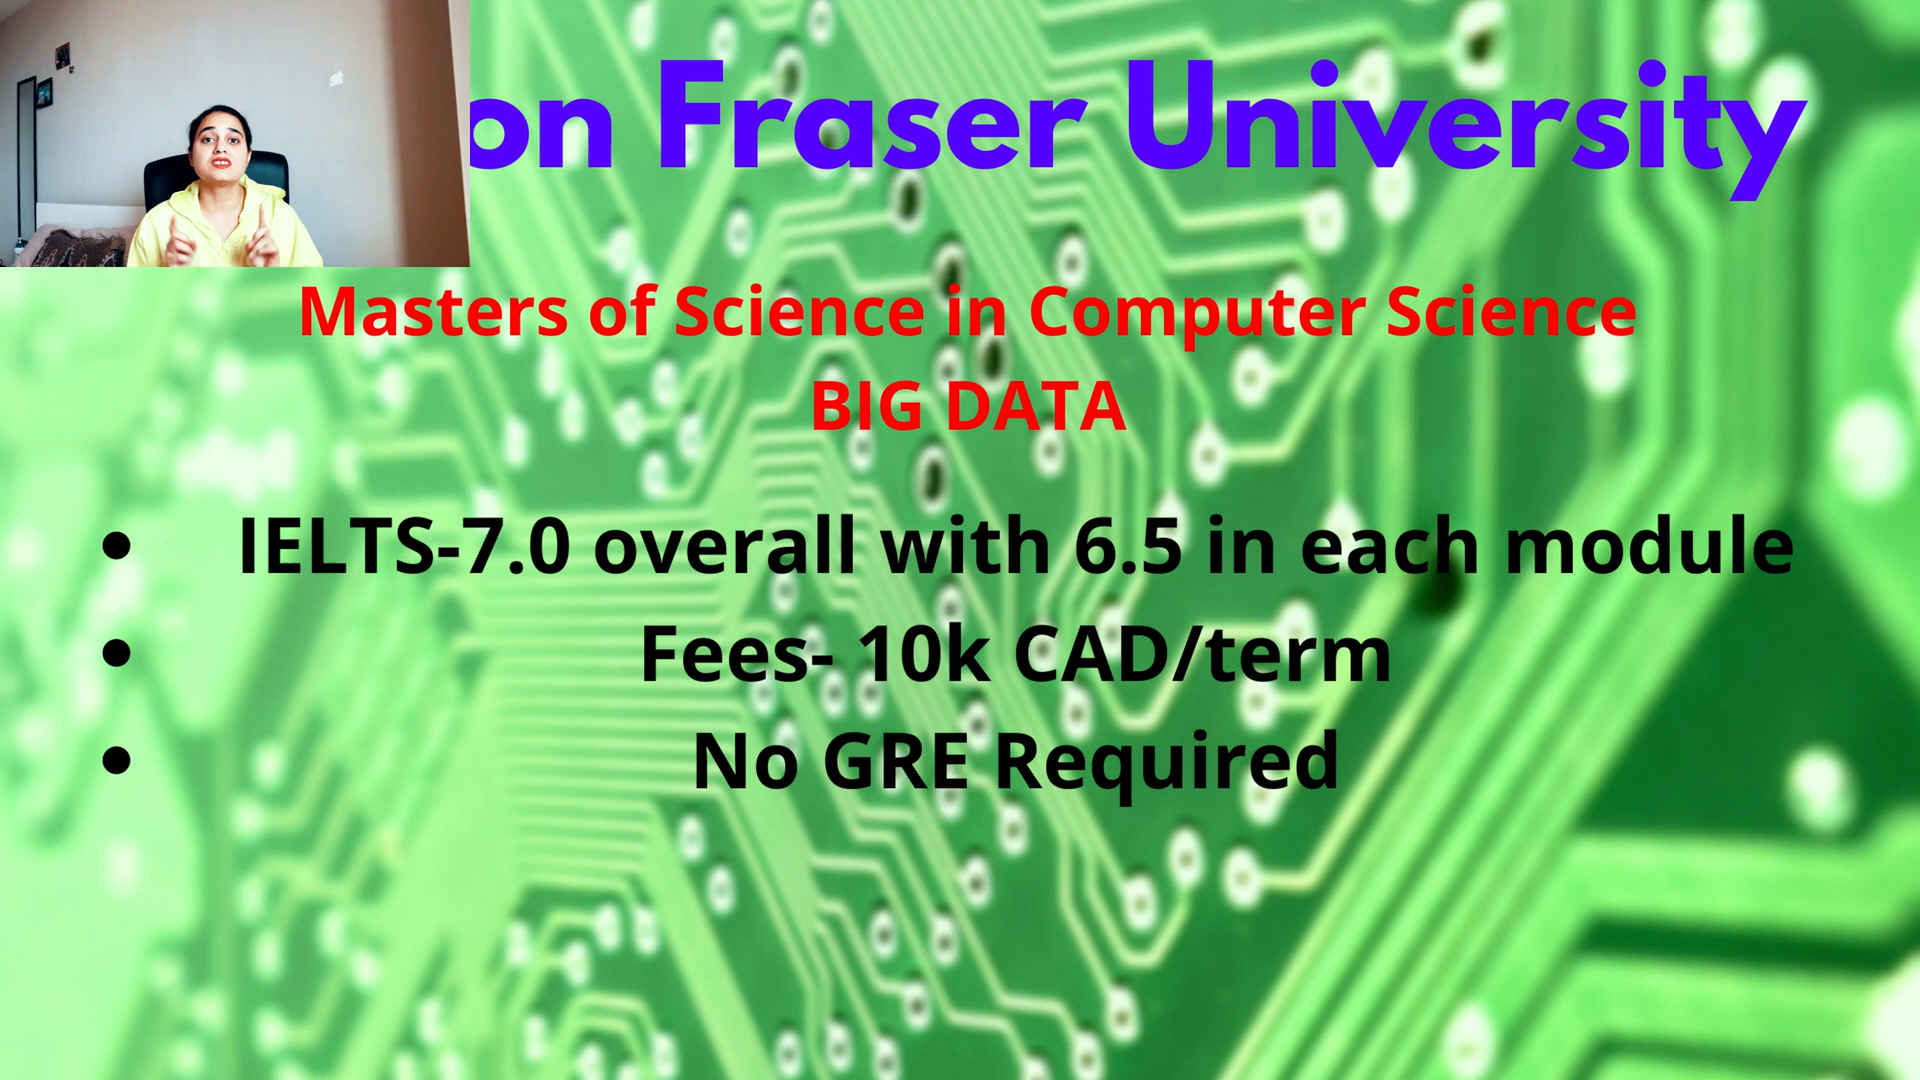 on Fraser University
Masters of Science in Computer Science
BIG DATA
• IELTS-7.0 overall with 6.5 in each module
• Fees- 10k CAD/term
• No GRE Required